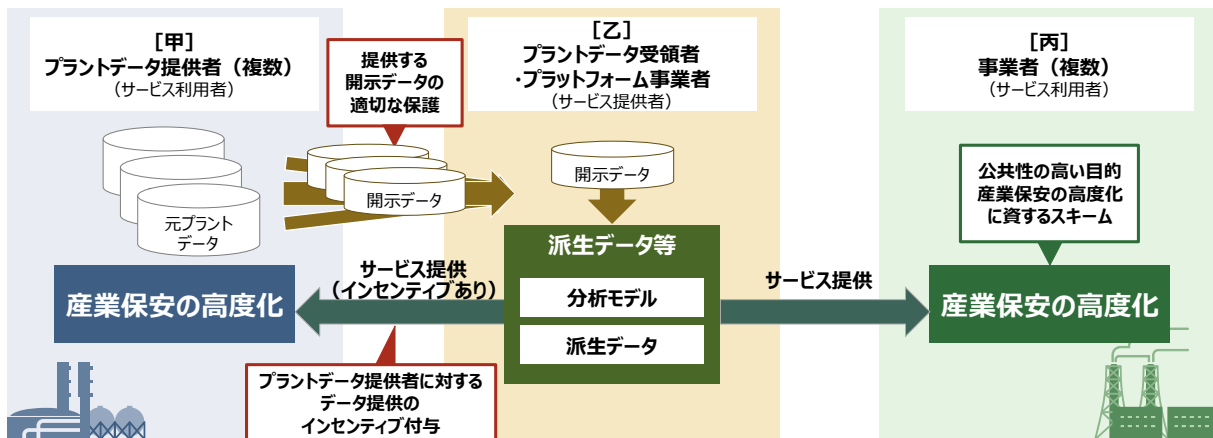 [甲]
プラントデータ提供者（複数）
（サービス利用者）
提供する
開示データの
適切な保護
[乙]
プラントデータ受領者
・プラットフォーム事業者
（サービス提供者）
[丙]
事業者（複数）
（サービス利用者）
元プラント
データ
開示データ
開示データ
公共性の高い目的
産業保安の高度化
に資するスキーム
派生データ等
分析モデル
派生データ
産業保安の高度化
サービス提供
（インセンティブあり）
サービス提供
産業保安の高度化
プラントデータ提供者に対する
データ提供の
インセンティブ付与